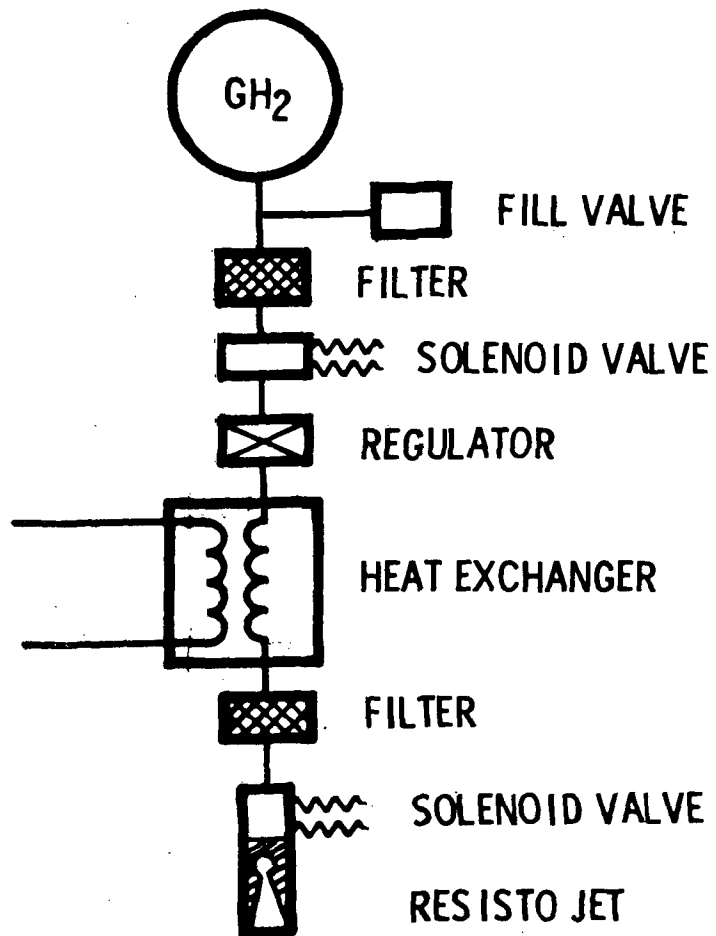 GH2
FILL VALVE
FILTER
SOLENOID VALVE
REGULATOR
HEAT EXCHANGER
FILTER
SOLENOID VALVE
RESISTO JET